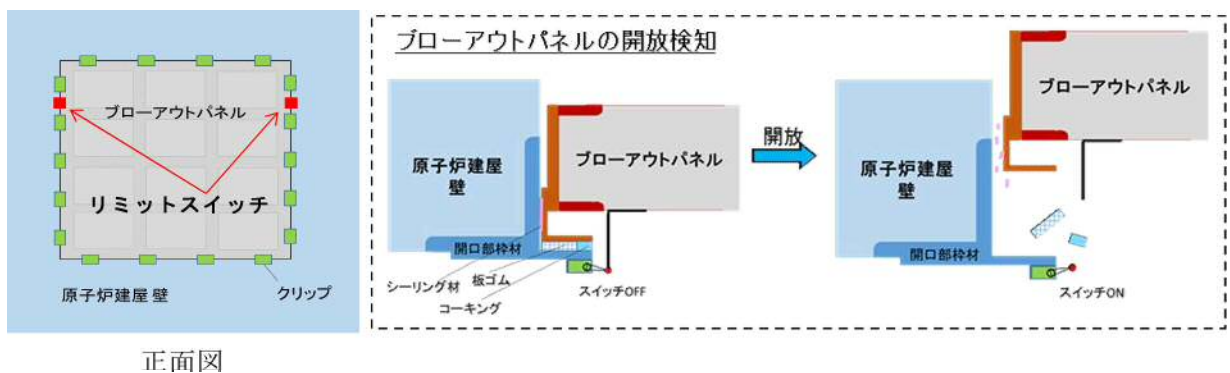 ブローアウトパネル
リミットスイッチ
原子炉建屋 壁
クリップ
正面図
ブローアウトパネルの開放検知
原子炉建屋
壁
ブローアウトパネル
開口部枠材
シーリング材
板ゴム
コーキング
スイッチOFF
開放
ブローアウトパネル
原子炉建屋
壁
開口部枠材
スイッチON